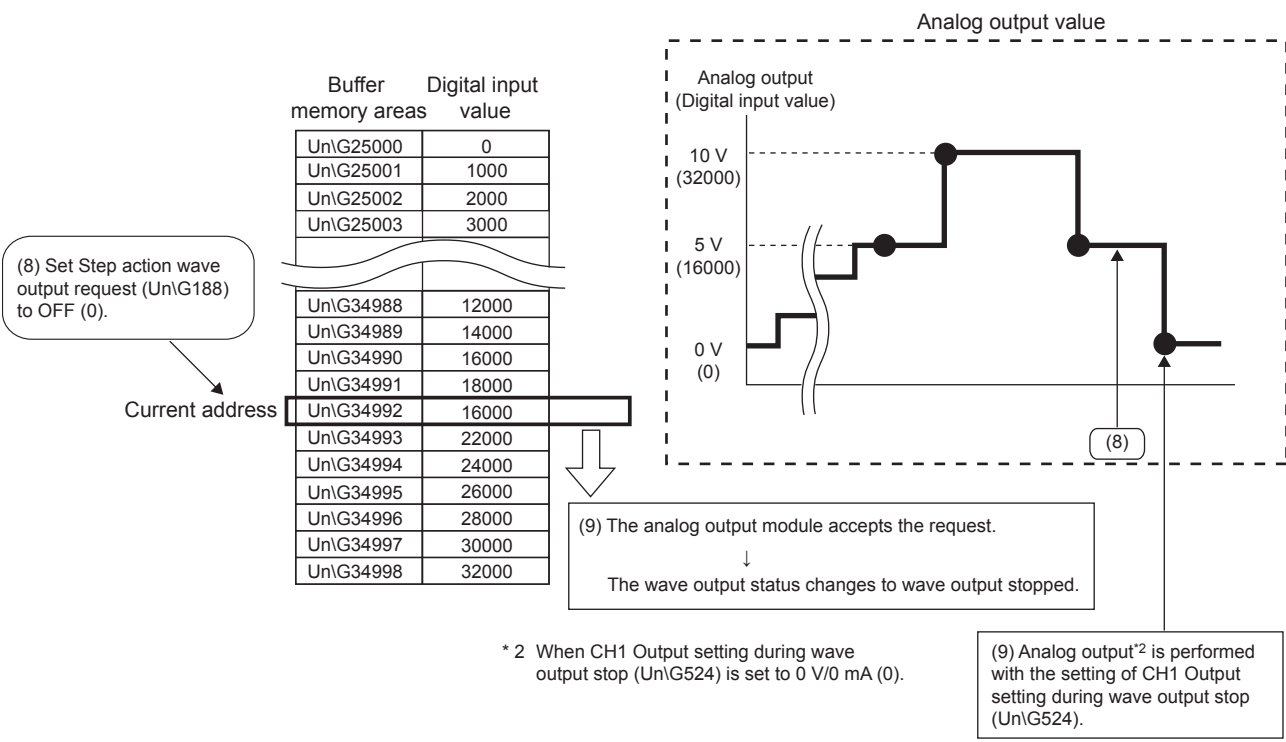 Analog output value
Buffer
memory areas
Digital input
value
Un\G25000 0
Un\G25001 1000
Un\G25002 2000
Un\G25003 3000
Un\G34988 12000
Un\G34989 14000
Un\G34990 16000
Un\G34991 18000
Un\G34992 16000
Un\G34993 22000
Un\G34994 24000
Un\G34995 26000
Un\G34996 28000
Un\G34997 30000
Un\G34998 32000
(8) Set Step action wave
output request (Un\G188)
to OFF (0).
Current address
Analog output
(Digital input value)
10 V
(32000)
5 V
(16000)
0 V
(0)
(8)
(9) The analog output module accepts the request.
↓
The wave output status changes to wave output stopped.
* 2 When CH1 Output setting during wave
output stop (Un\G524) is set to 0 V/0 mA (0).
(9) Analog output*2 is performed
with the setting of CH1 Output
setting during wave output stop
(Un\G524).